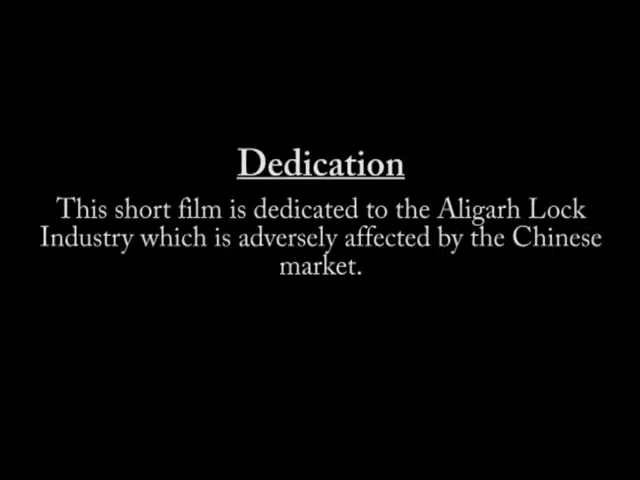 Dedication
This short film is dedicated to the Aligarh Lock
Industry which is adversely affected by the Chinese
market.